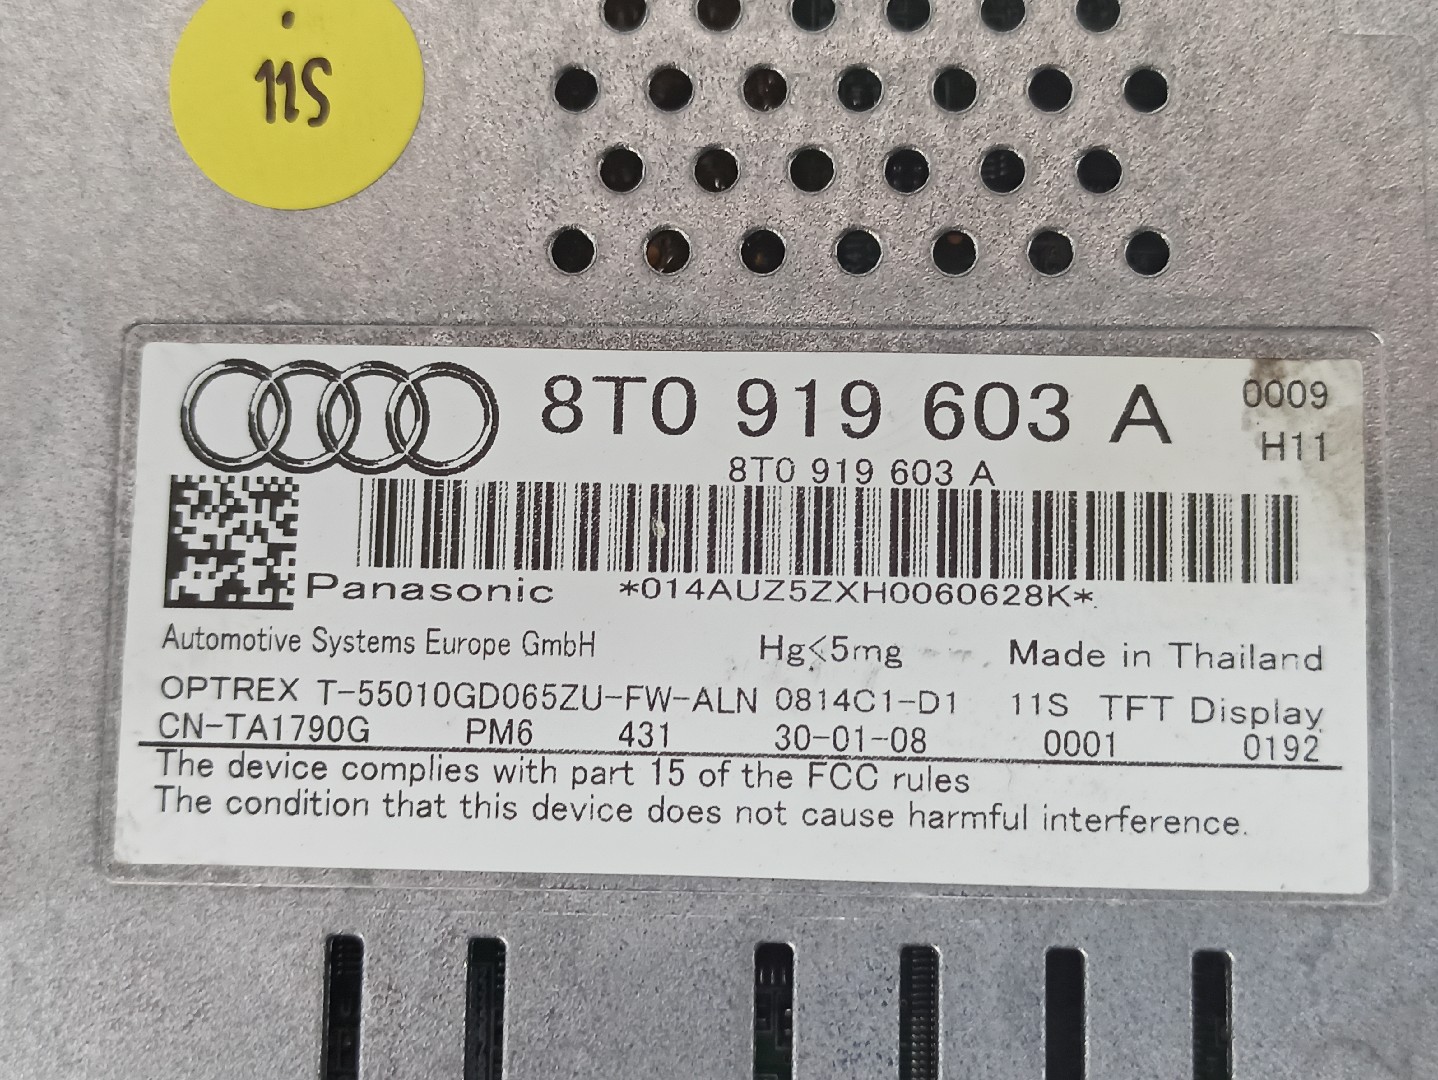 11S
8T0 919 603 A
0009
H11
8T0 919 603 A
Panasonic *014AUZ5ZXH0060628K*
Automotive Systems Europe GmbH Hg<5mg Made in Thailand
OPTREX T-55010GD065ZU-FW-ALN 0814C1-D1 11S TFT Display
CN-TA1790G PM6 431 30-01-08 0001 0192
The device complies with part 15 of the FCC rules
The condition that this device does not cause harmful interference.